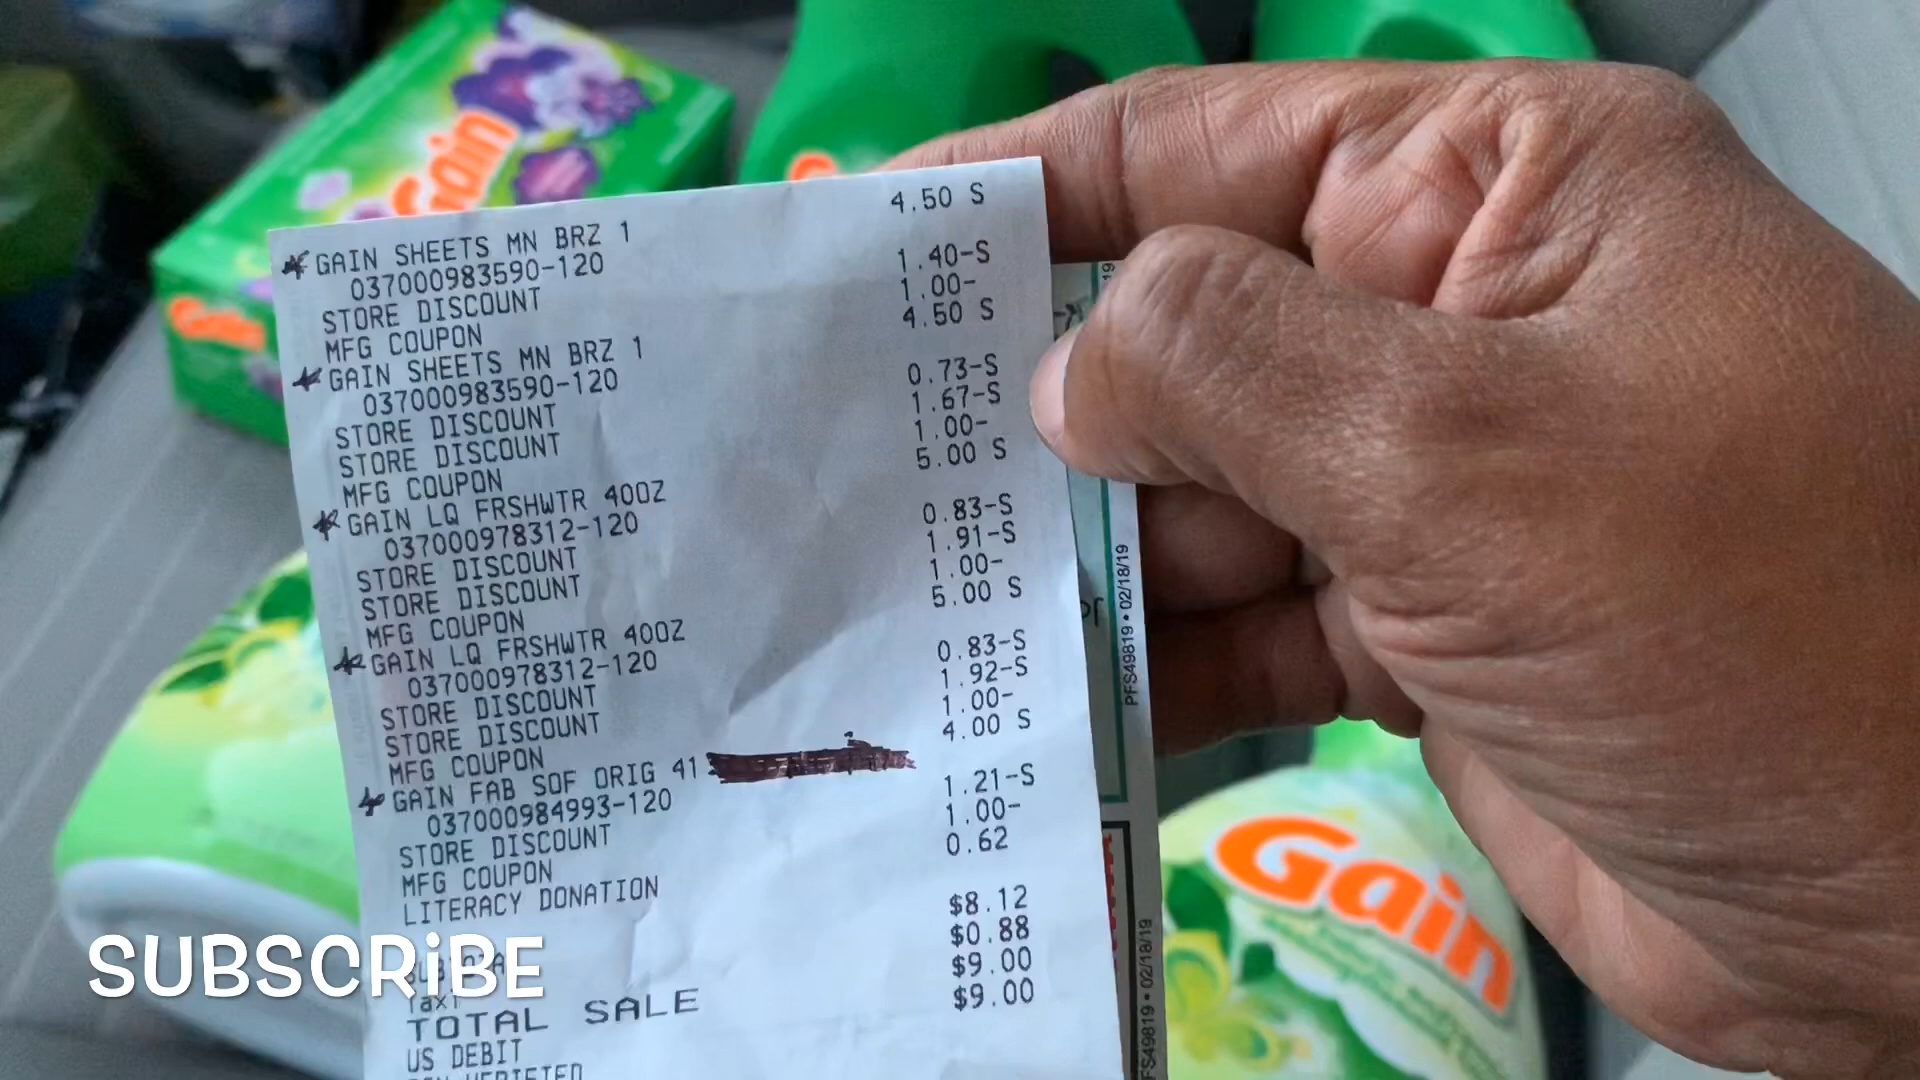 Gain
Gain
GAIN SHEETS MN BRZ 1 4.50 S
037000983590-120
STORE DISCOUNT 1.40-S
MFG COUPON 1.00-
GAIN SHEETS MN BRZ 1 4.50 S
037000983590-120
STORE DISCOUNT 0.73-S
STORE DISCOUNT 1.67-S
MFG COUPON 1.00-
GAIN LQ FRSHWTR 40OZ 5.00 S
037000978312-120
STORE DISCOUNT 0.83-S
STORE DISCOUNT 1.91-S
MFG COUPON 1.00-
GAIN LQ FRSHWTR 40OZ 5.00 S
037000978312-120
STORE DISCOUNT 0.83-S
STORE DISCOUNT 1.92-S
MFG COUPON 1.00-
GAIN FAB SOF ORIG 41 4.00 S
037000984993-120
STORE DISCOUNT 1.21-S
MFG COUPON 1.00-
LITERACY DONATION 0.62
$8.12
Tax1 $0.88
TOTAL SALE $9.00
US DEBIT $9.00
SUBSCRiBE
PFS49819 • 02/18/19
FS49819 • 02/18/19
19
or
Gain